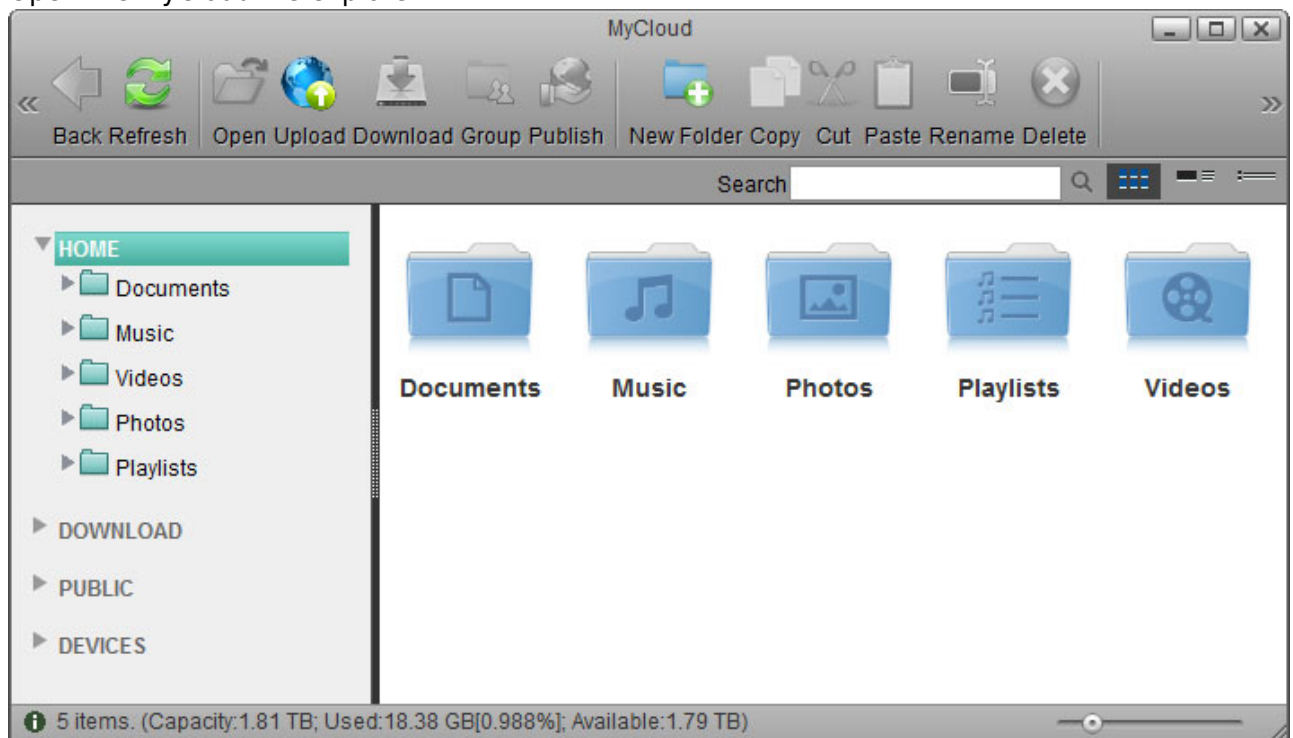 MyCloud
Back Refresh Open Upload Download Group Publish New Folder Copy Cut Paste Rename Delete
Search
HOME
Documents
Music
Videos
Photos
Playlists
DOWNLOAD
PUBLIC
DEVICES
Documents Music Photos Playlists Videos
5 items. (Capacity:1.81 TB; Used:18.38 GB[0.988%]; Available:1.79 TB)